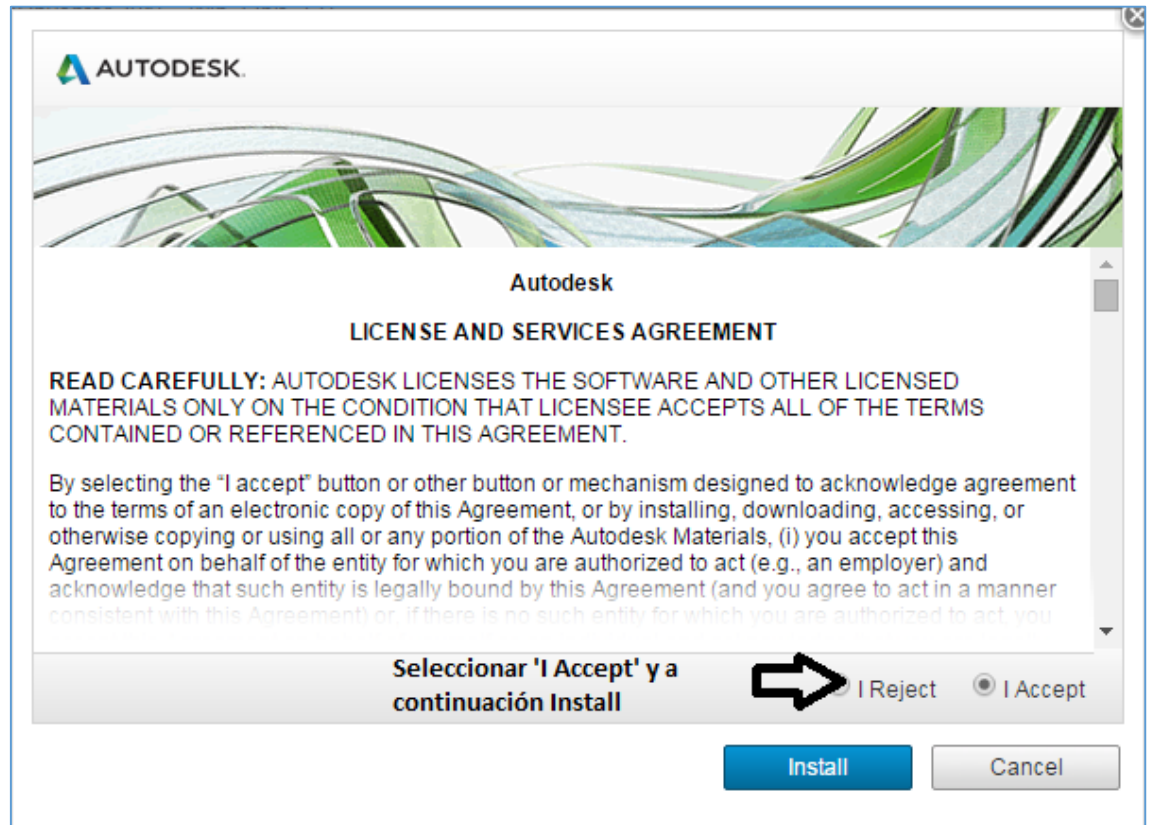 AUTODESK.
Autodesk
LICENSE AND SERVICES AGREEMENT
READ CAREFULLY: AUTODESK LICENSES THE SOFTWARE AND OTHER LICENSED
MATERIALS ONLY ON THE CONDITION THAT LICENSEE ACCEPTS ALL OF THE TERMS
CONTAINED OR REFERENCED IN THIS AGREEMENT.
By selecting the “I accept” button or other button or mechanism designed to acknowledge agreement
to the terms of an electronic copy of this Agreement, or by installing, downloading, accessing, or
otherwise copying or using all or any portion of the Autodesk Materials, (i) you accept this
Agreement on behalf of the entity for which you are authorized to act (e.g., an employer) and
acknowledge that such entity is legally bound by this Agreement (and you agree to act in a manner
consistent with this Agreement) or, if there is no such entity for which you are authorized to act, you
Seleccionar 'I Accept' y a
continuación Install
I Reject
I Accept
Install
Cancel